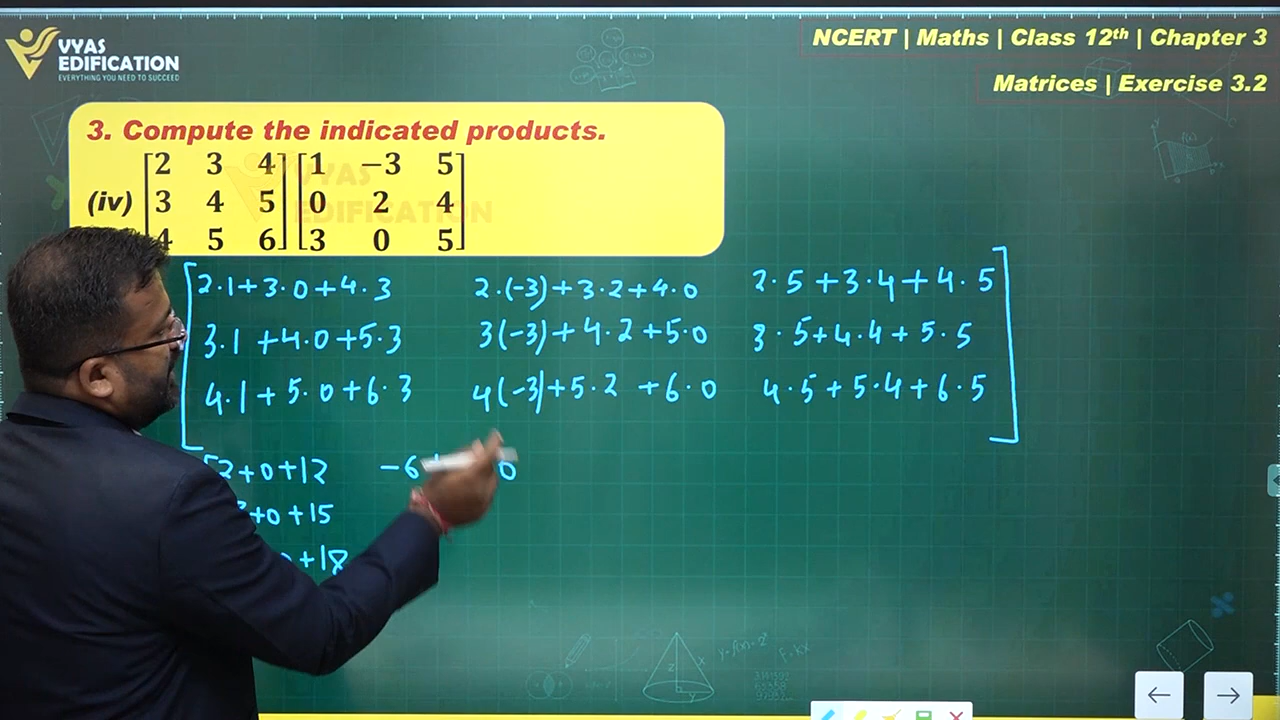 VYAS
EDIFICATION
EVERYTHING YOU NEED TO SUCCEED
NCERT | Maths | Class 12th | Chapter 3
Matrices | Exercise 3.2
3. Compute the indicated products.
(iv) [2 3 4] [1 −3 5]
[3 4 5] [0 2 4]
[4 5 6] [3 0 5]
VYAS
EDIFICATION
[2·1+3·0+4·3 2·(-3)+3·2+4·0 2·5+3·4+4·5]
3·1+4·0+5·3 3(-3)+4·2+5·0 3·5+4·4+5·5
4·1+5·0+6·3 4(-3)+5·2+6·0 4·5+5·4+6·5
[2+0+12 -6+ 0
+0+15
+18